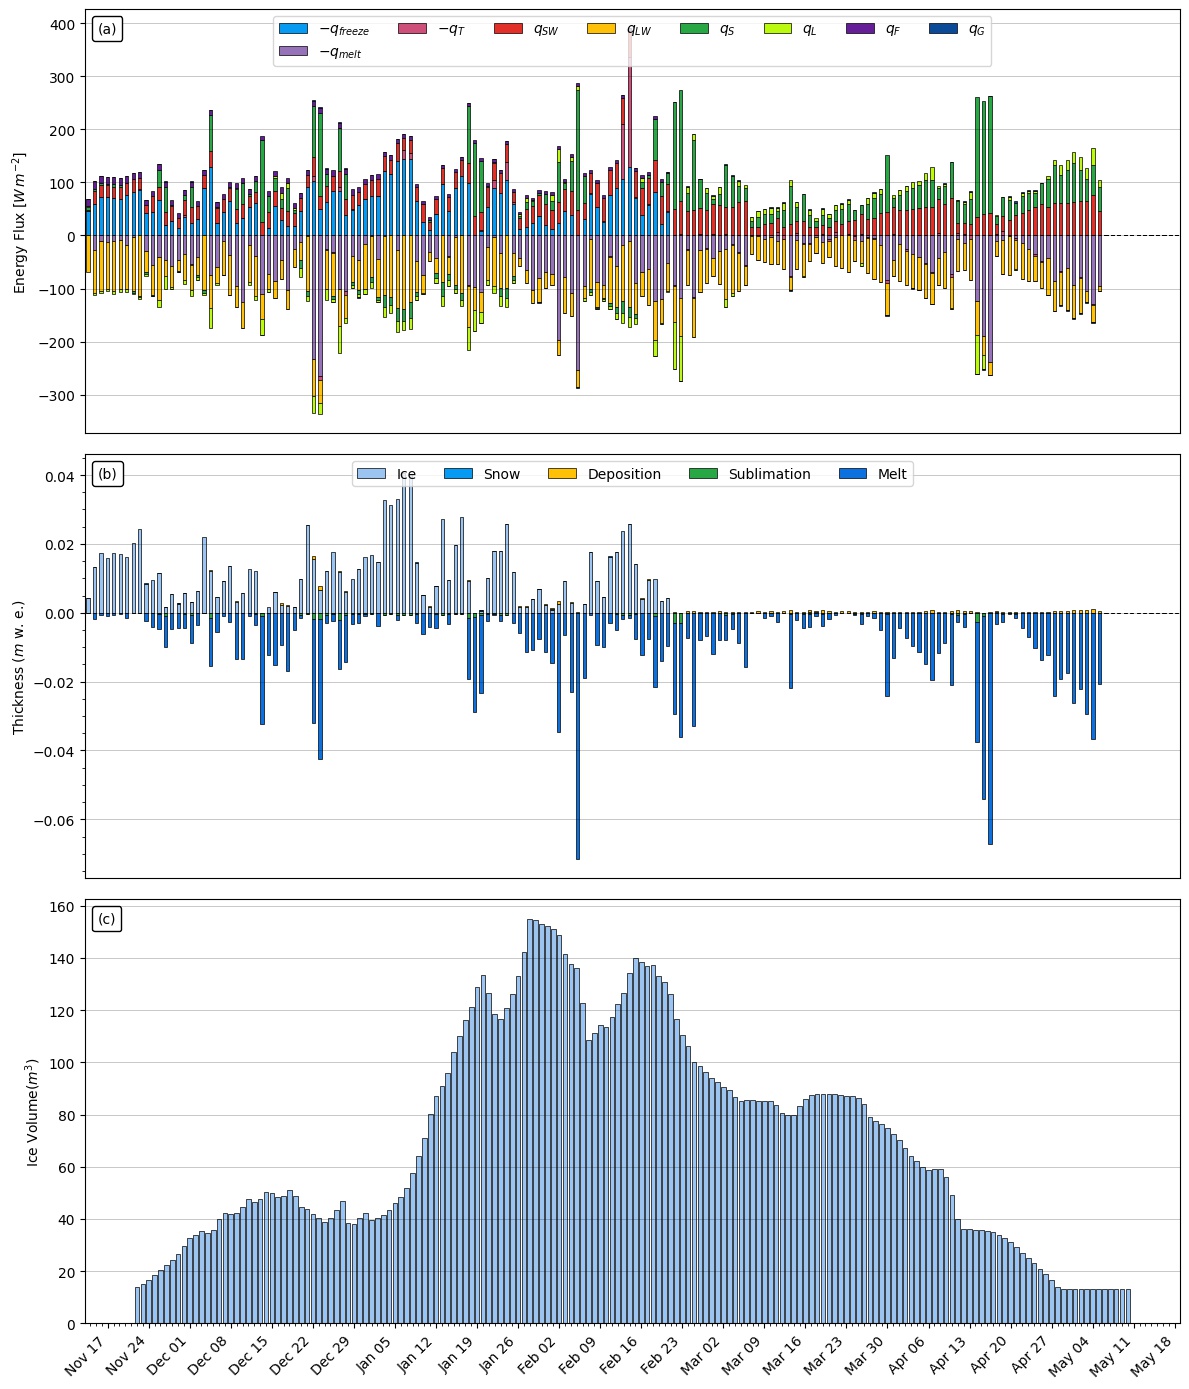 (a)
−q_freeze −q_T q_SW q_LW q_S q_L q_F q_G
−q_melt
400
300
200
100
0
−100
−200
−300
Energy Flux [W m⁻²]
(b)
Ice Snow Deposition Sublimation Melt
0.04
0.02
0.00
−0.02
−0.04
−0.06
Thickness (m w. e.)
(c)
160
140
120
100
80
60
40
20
0
Ice Volume(m³)
Nov 17 Nov 24 Dec 01 Dec 08 Dec 15 Dec 22 Dec 29 Jan 05 Jan 12 Jan 19 Jan 26 Feb 02 Feb 09 Feb 16 Feb 23 Mar 02 Mar 09 Mar 16 Mar 23 Mar 30 Apr 06 Apr 13 Apr 20 Apr 27 May 04 May 11 May 18